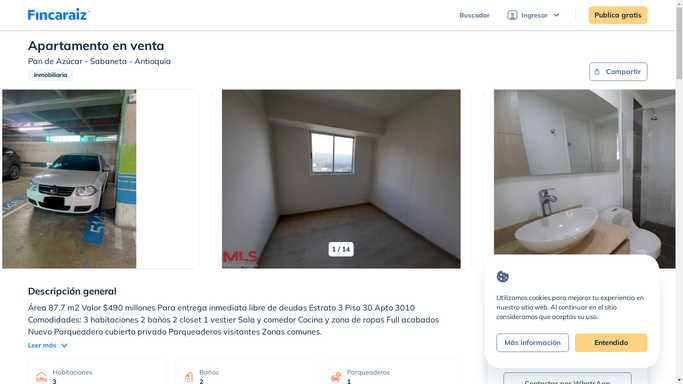 Fincaraiz
Buscador
Ingresar
Publica gratis
Apartamento en venta
Pan de Azúcar - Sabaneta - Antioquia
Inmobiliaria
Compartir
MLS
1 / 14
Descripción general
Área 87.7 m2 Valor $490 millones Para entrega inmediata libre de deudas Estrato 3 Piso 30 Apto 3010
Comodidades: 3 habitaciones 2 baños 2 closet 1 vestier Sala y comedor Cocina y zona de ropas Full acabados
Nuevo Parqueadero cubierto privado Parqueaderos visitantes Zonas comunes.
Leer más
Habitaciones
3
Baños
2
Parqueaderos
1
Utilizamos cookies para mejorar tu experiencia en
nuestro sitio web. Al continuar en el sitio
consideramos que aceptas su uso.
Más información
Entendido
Contactar por WhatsApp